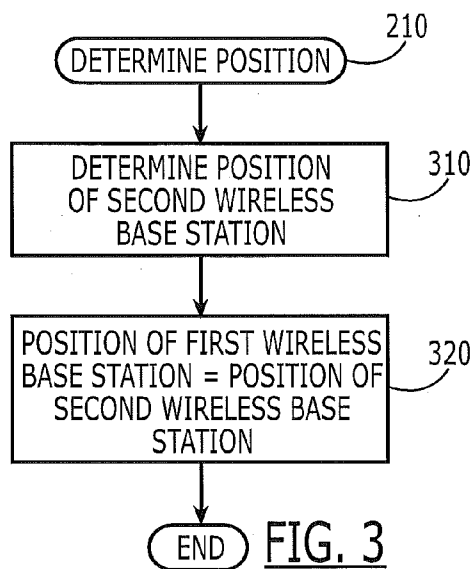 210
DETERMINE POSITION
310
DETERMINE POSITION
OF SECOND WIRELESS
BASE STATION
320
POSITION OF FIRST WIRELESS
BASE STATION = POSITION OF
SECOND WIRELESS BASE
STATION
END
FIG. 3